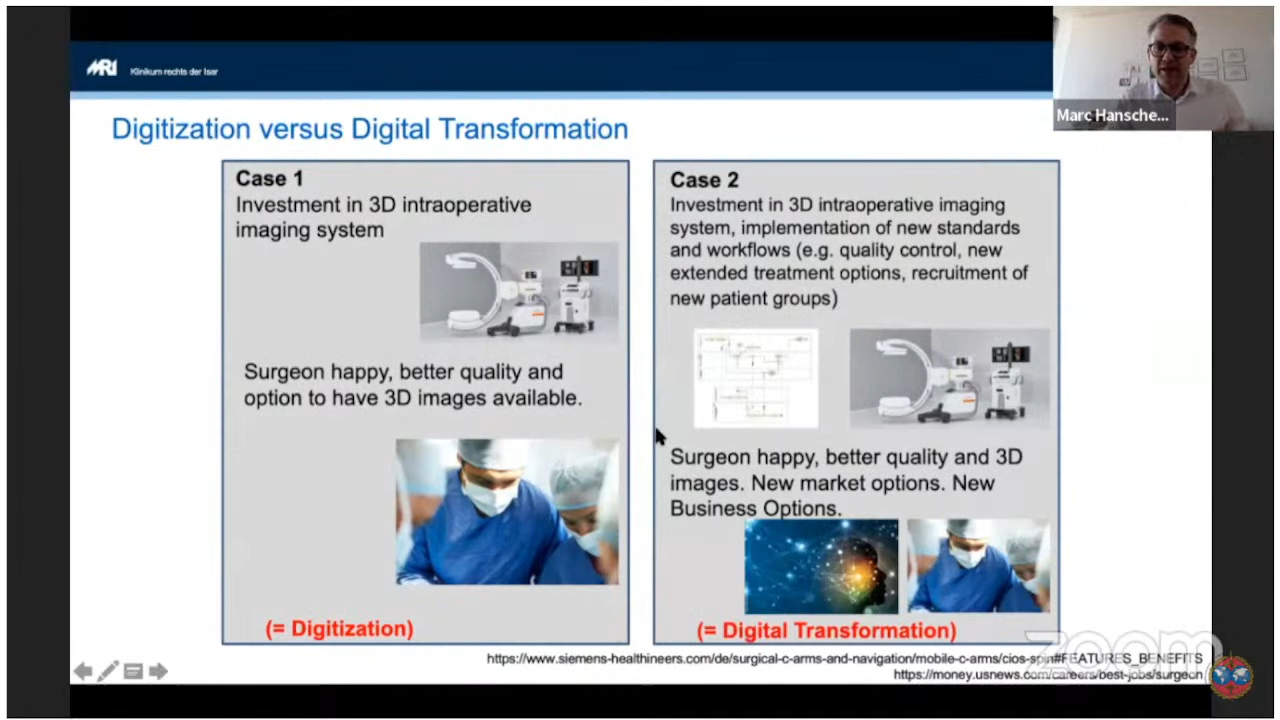 MRI
Klinikum rechts der Isar
Marc Hansche...
Digitization versus Digital Transformation
Case 1
Investment in 3D intraoperative
imaging system
Surgeon happy, better quality and
option to have 3D images available.
(= Digitization)
Case 2
Investment in 3D intraoperative imaging
system, implementation of new standards
and workflows (e.g. quality control, new
extended treatment options, recruitment of
new patient groups)
Surgeon happy, better quality and 3D
images. New market options. New
Business Options.
(= Digital Transformation)
https://www.siemens-healthineers.com/de/surgical-c-arms-and-navigation/mobile-c-arms/cios-spin#FEATURES_BENEFITS
https://money.usnews.com/careers/best-jobs/surgeon
zoom